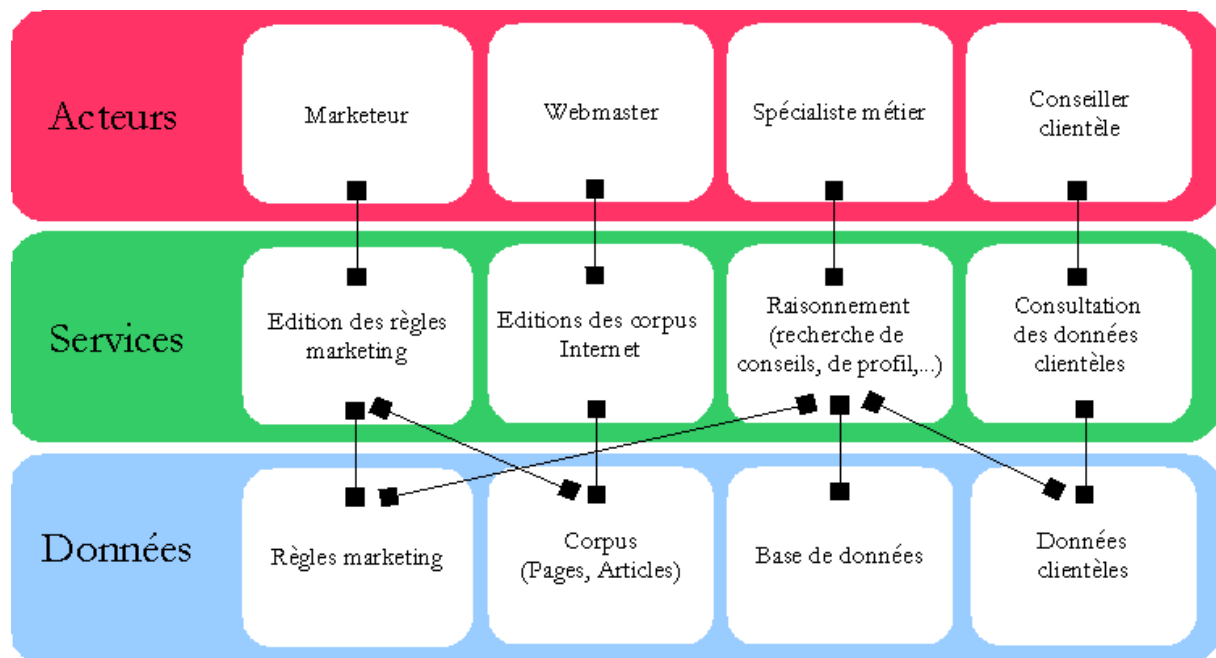 Acteurs
Marketeur
Webmaster
Spécialiste métier
Conseiller
clientèle
Services
Edition des règles
marketing
Editions des corpus
Internet
Raisonnement
(recherche de
conseils, de profil,...)
Consultation
des données
clientèles
Données
Règles marketing
Corpus
(Pages, Articles)
Base de données
Données
clientèles